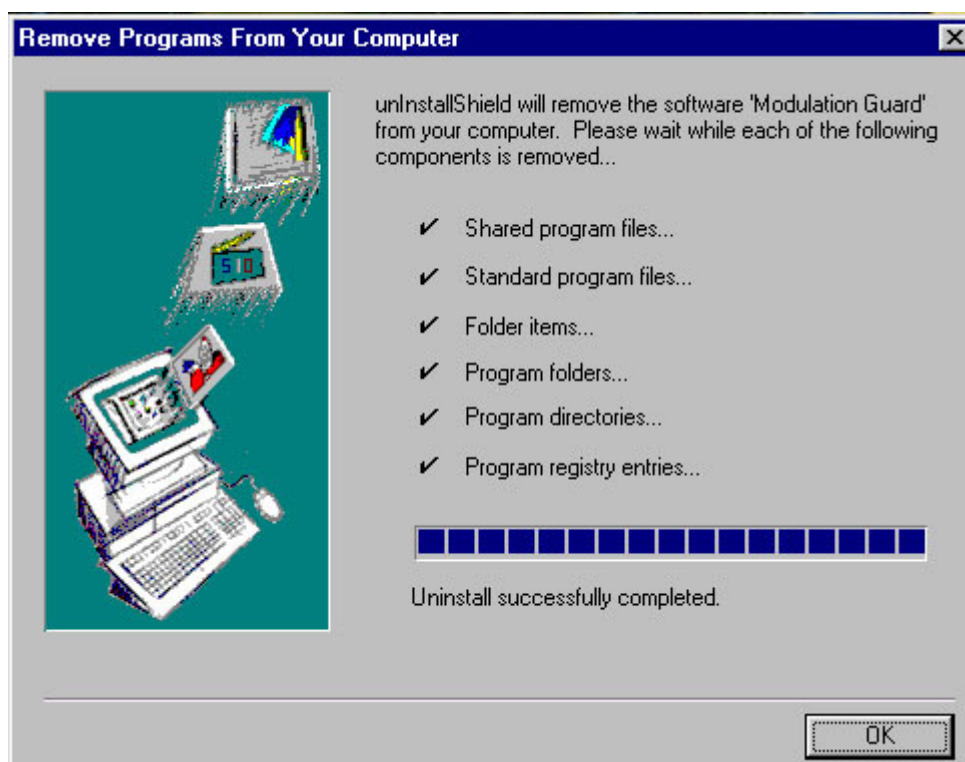 Remove Programs From Your Computer
unInstallShield will remove the software 'Modulation Guard'
from your computer.  Please wait while each of the following
components is removed...
✔ Shared program files...
✔ Standard program files...
✔ Folder items...
✔ Program folders...
✔ Program directories...
✔ Program registry entries...
Uninstall successfully completed.
OK